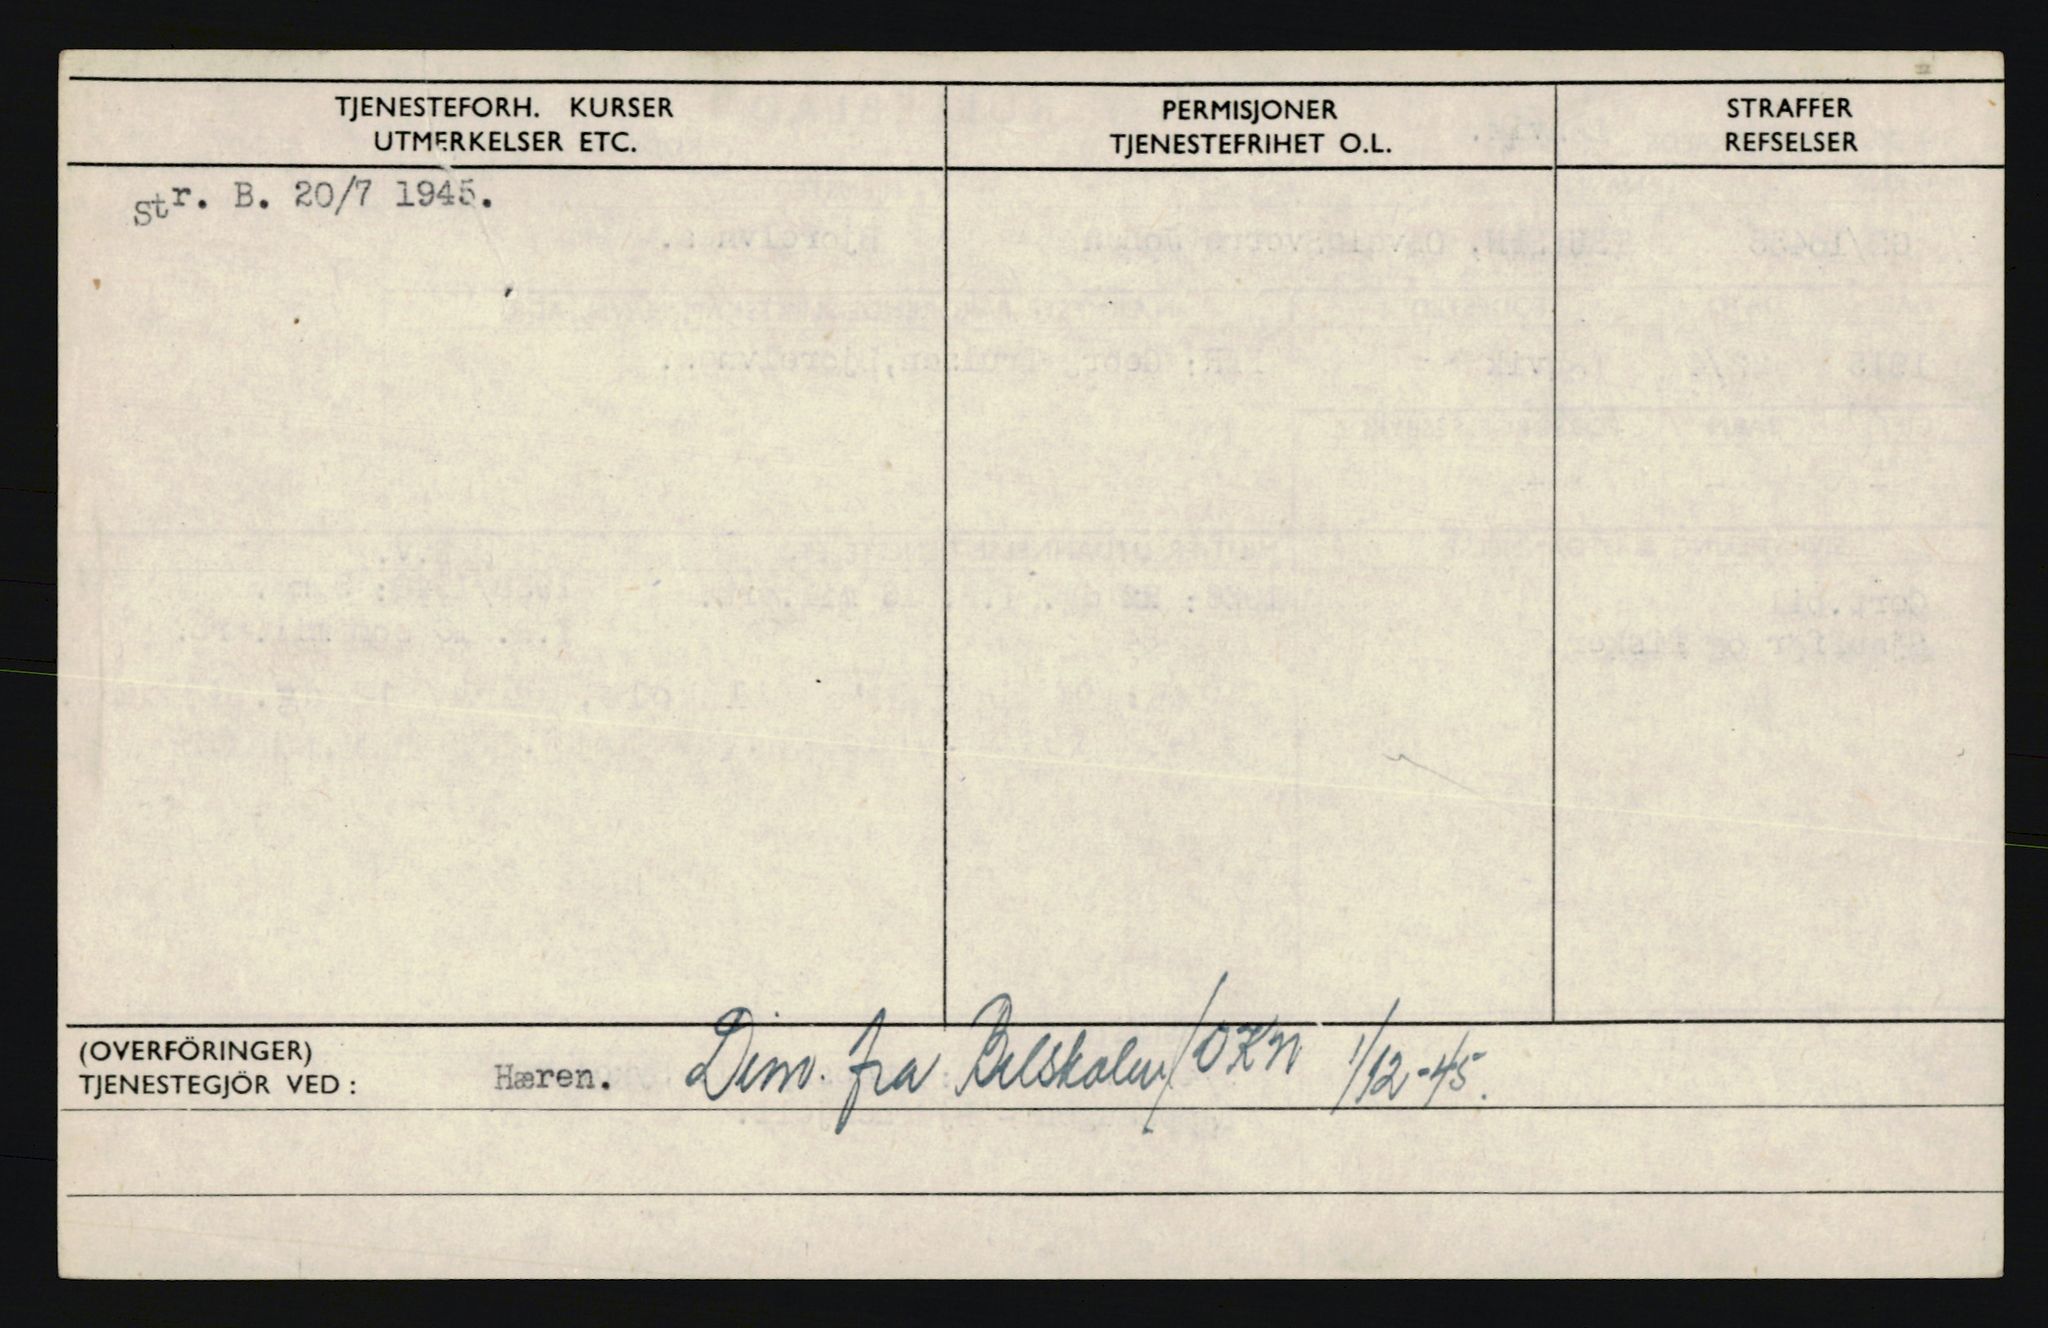 TJENESTEFORH. KURSER
UTMERKELSER ETC.
PERMISJONER
TJENESTEFRIHET O.L.
STRAFFER
REFSELSER
str. B. 20/7 1945.
(OVERFÖRINGER)
TJENESTEGJÖR VED:
Hæren. Dim. fra Bilskolen/OKN 1/12-45.